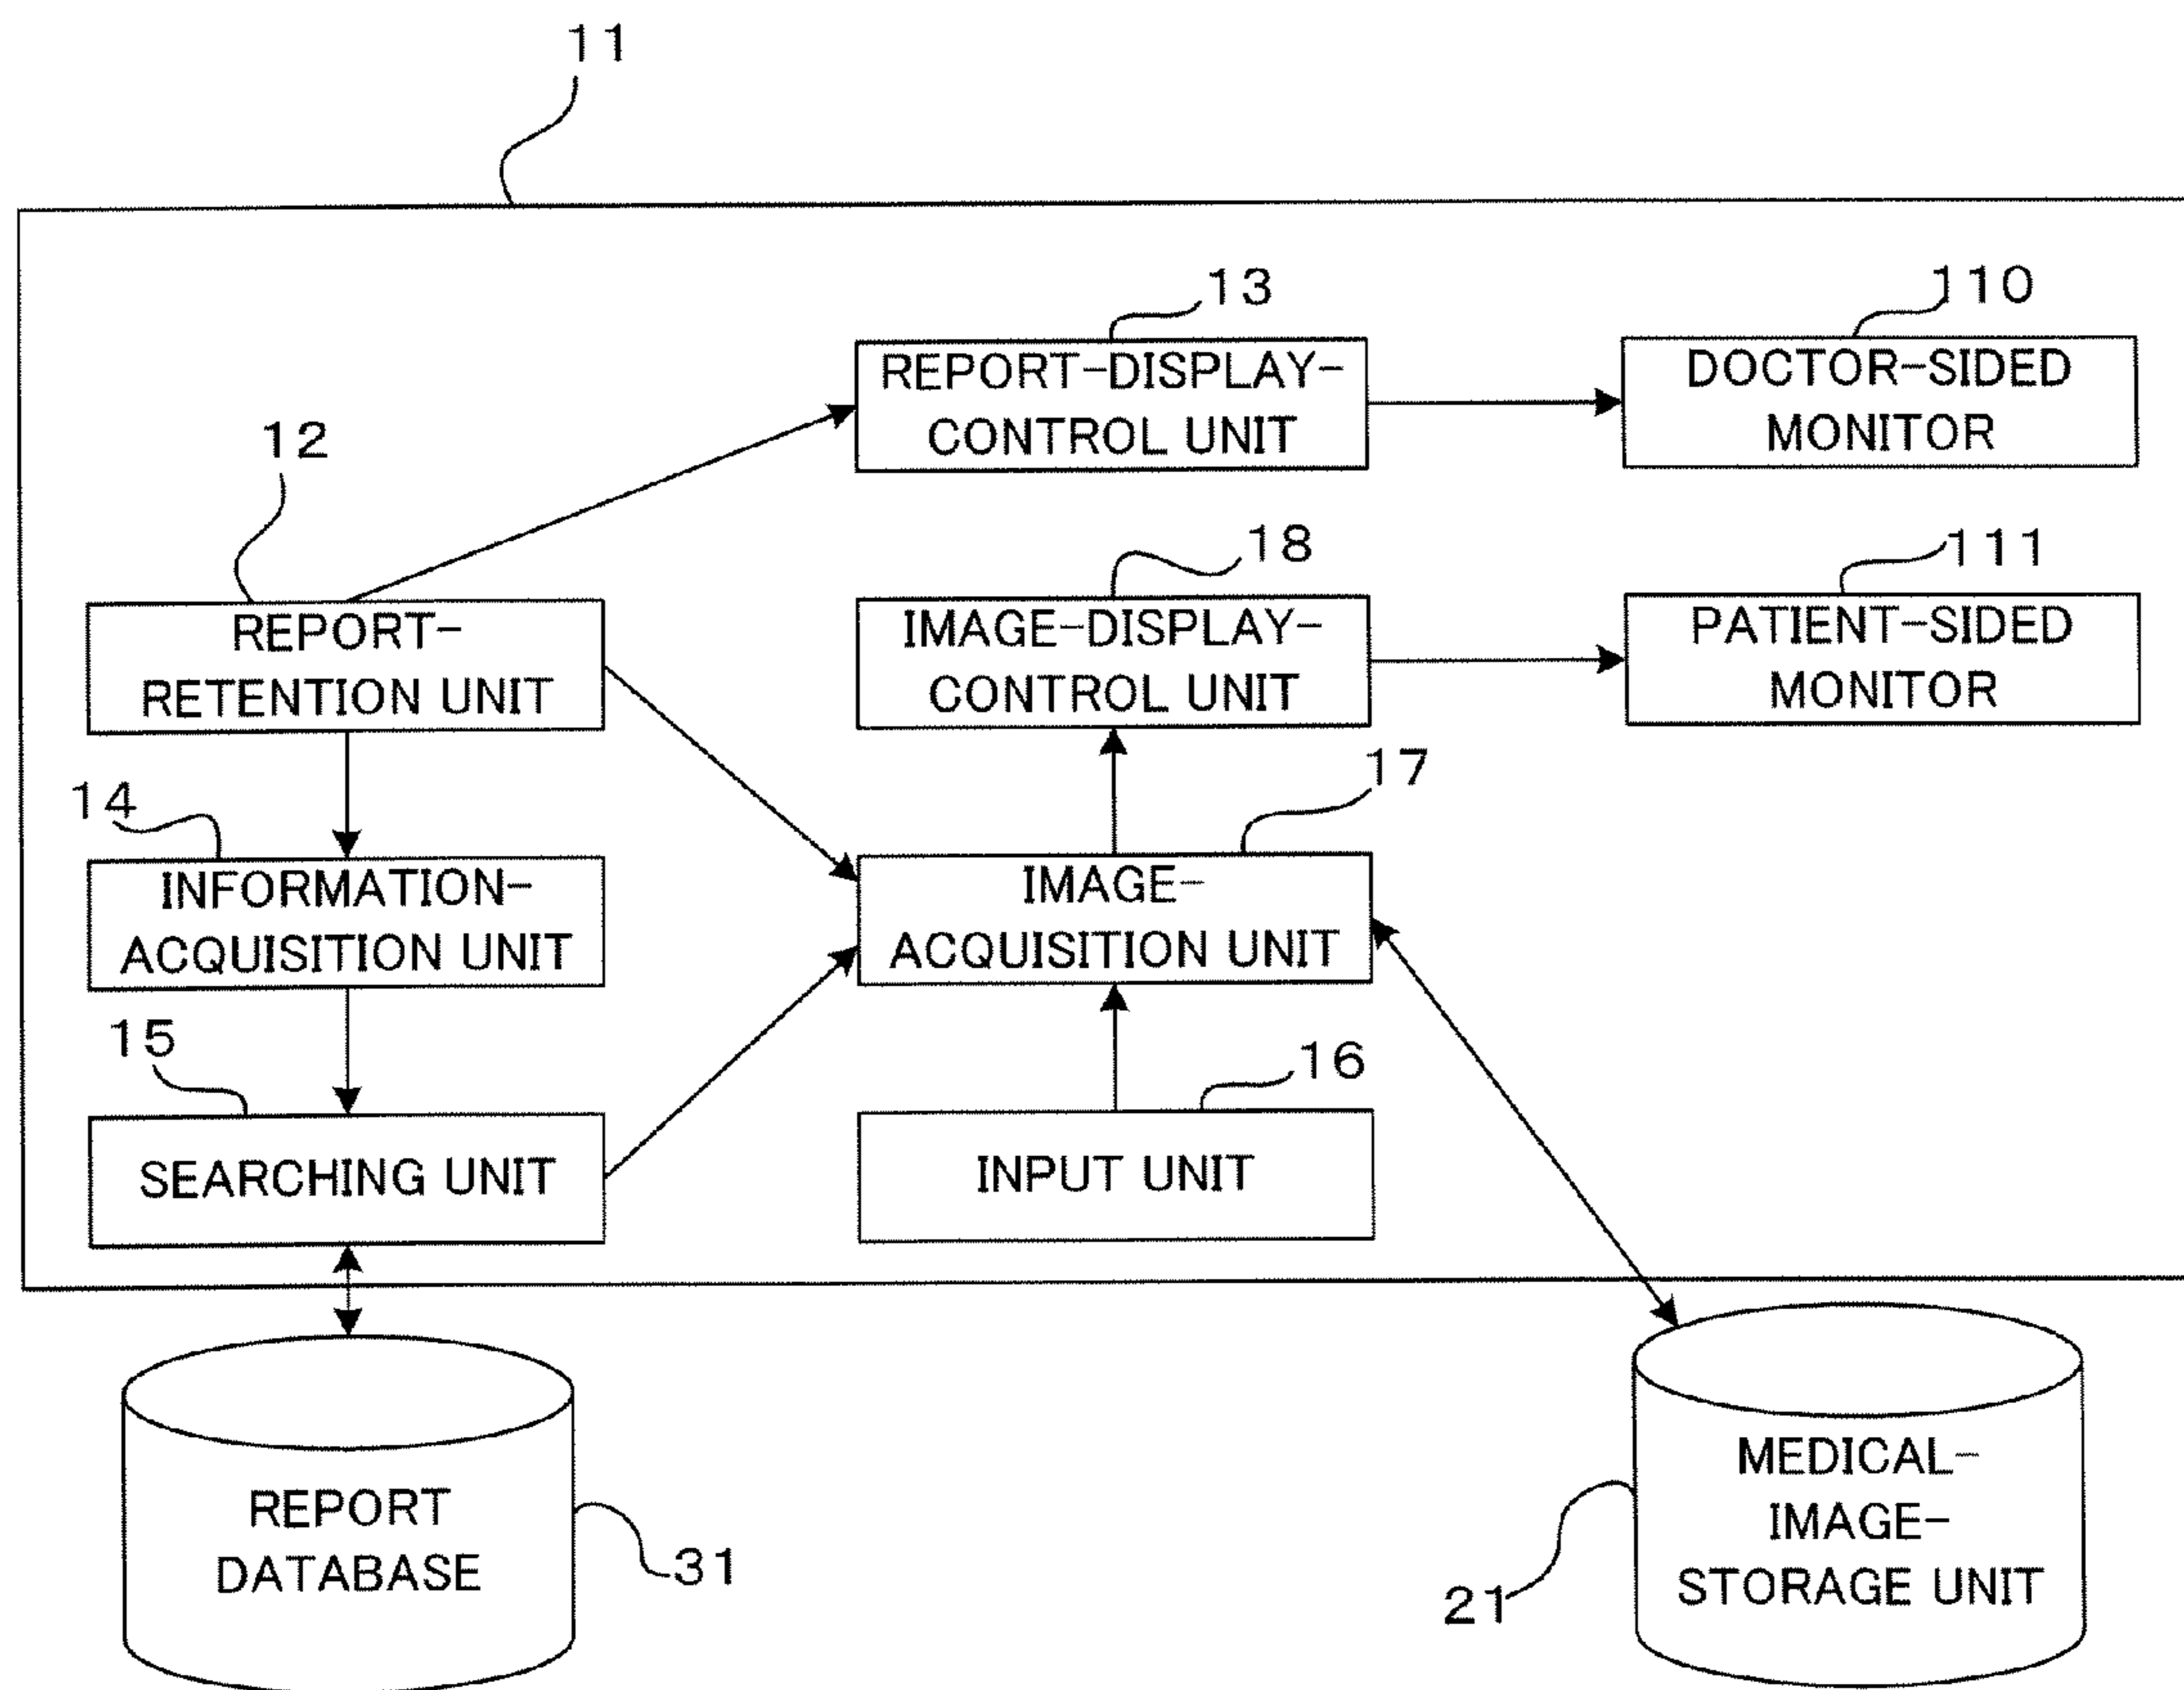 11
13
REPORT-DISPLAY-
CONTROL UNIT
110
DOCTOR-SIDED
MONITOR
12
REPORT-
RETENTION UNIT
18
IMAGE-DISPLAY-
CONTROL UNIT
111
PATIENT-SIDED
MONITOR
14
INFORMATION-
ACQUISITION UNIT
17
IMAGE-
ACQUISITION UNIT
15
SEARCHING UNIT
16
INPUT UNIT
REPORT
DATABASE
31
MEDICAL-
IMAGE-
STORAGE UNIT
21